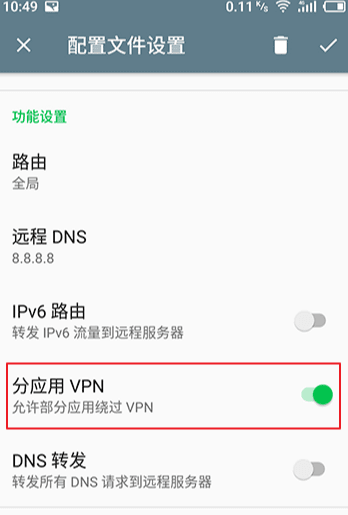 10:49
0.11 K/s
配置文件设置
功能设置
路由
全局
远程 DNS
8.8.8.8
IPv6 路由
转发 IPv6 流量到远程服务器
分应用 VPN
允许部分应用绕过 VPN
DNS 转发
转发所有 DNS 请求到远程服务器